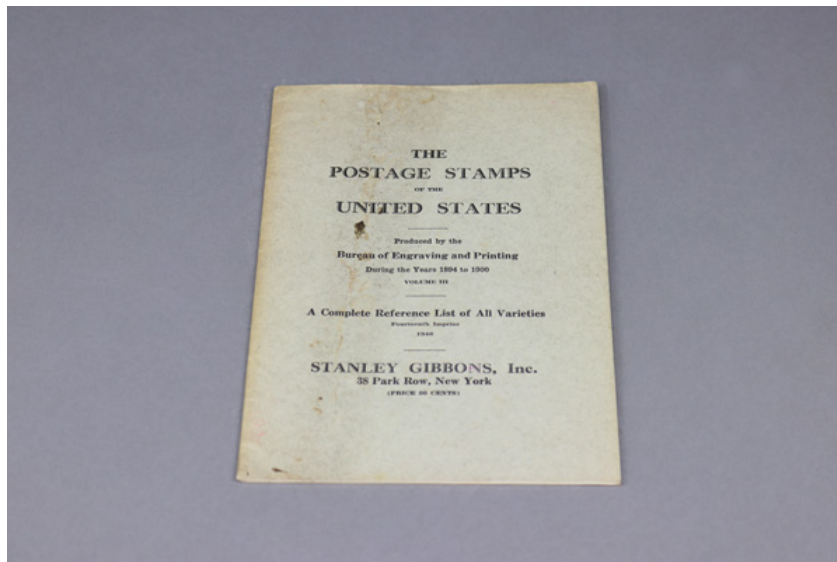 THE
POSTAGE STAMPS
OF THE
UNITED STATES
Produced by the
Bureau of Engraving and Printing
During the Years 1894 to 1900
VOLUME III
A Complete Reference List of All Varieties
Fourteenth Imprint
STANLEY GIBBONS, Inc.
38 Park Row, New York
(PRICE CENTS)